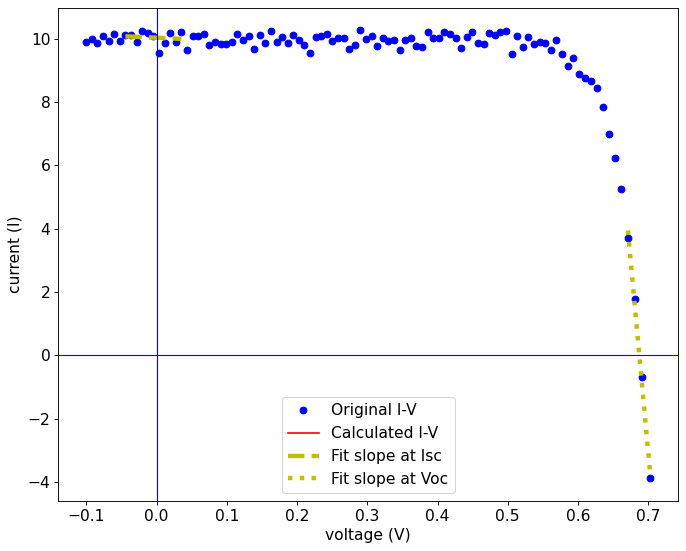 10
8
6
4
2
0
−2
−4
current (I)
Original I-V
Calculated I-V
Fit slope at Isc
Fit slope at Voc
−0.1 0.0 0.1 0.2 0.3 0.4 0.5 0.6 0.7
voltage (V)